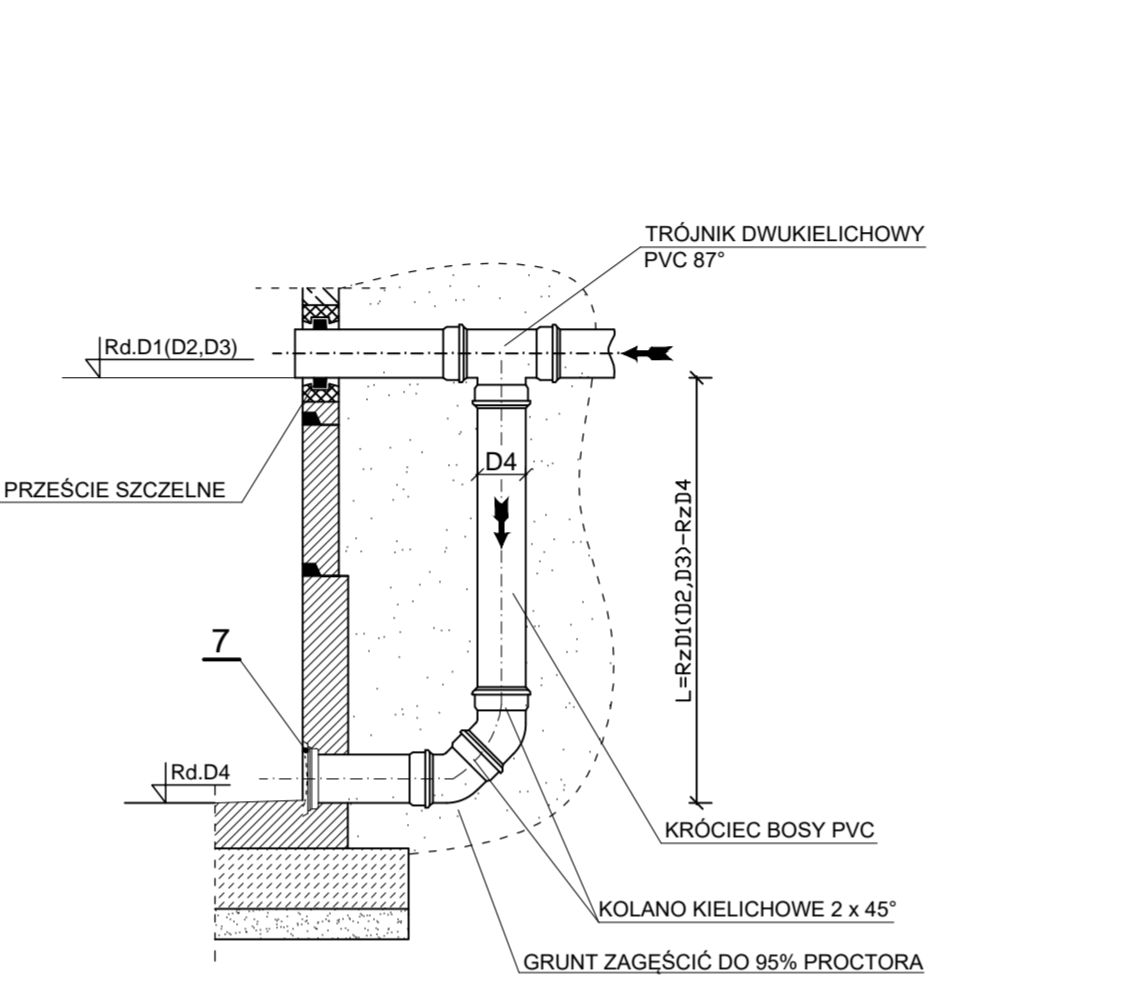 TRÓJNIK DWUKIELICHOWY
PVC 87°
Rd.D1(D2,D3)
D4
PRZEŚCIE SZCZELNE
L=RzD1(D2,D3)-RzD4
7
Rd.D4
KRÓCIEC BOSY PVC
KOLANO KIELICHOWE 2 x 45°
GRUNT ZAGĘŚCIĆ DO 95% PROCTORA